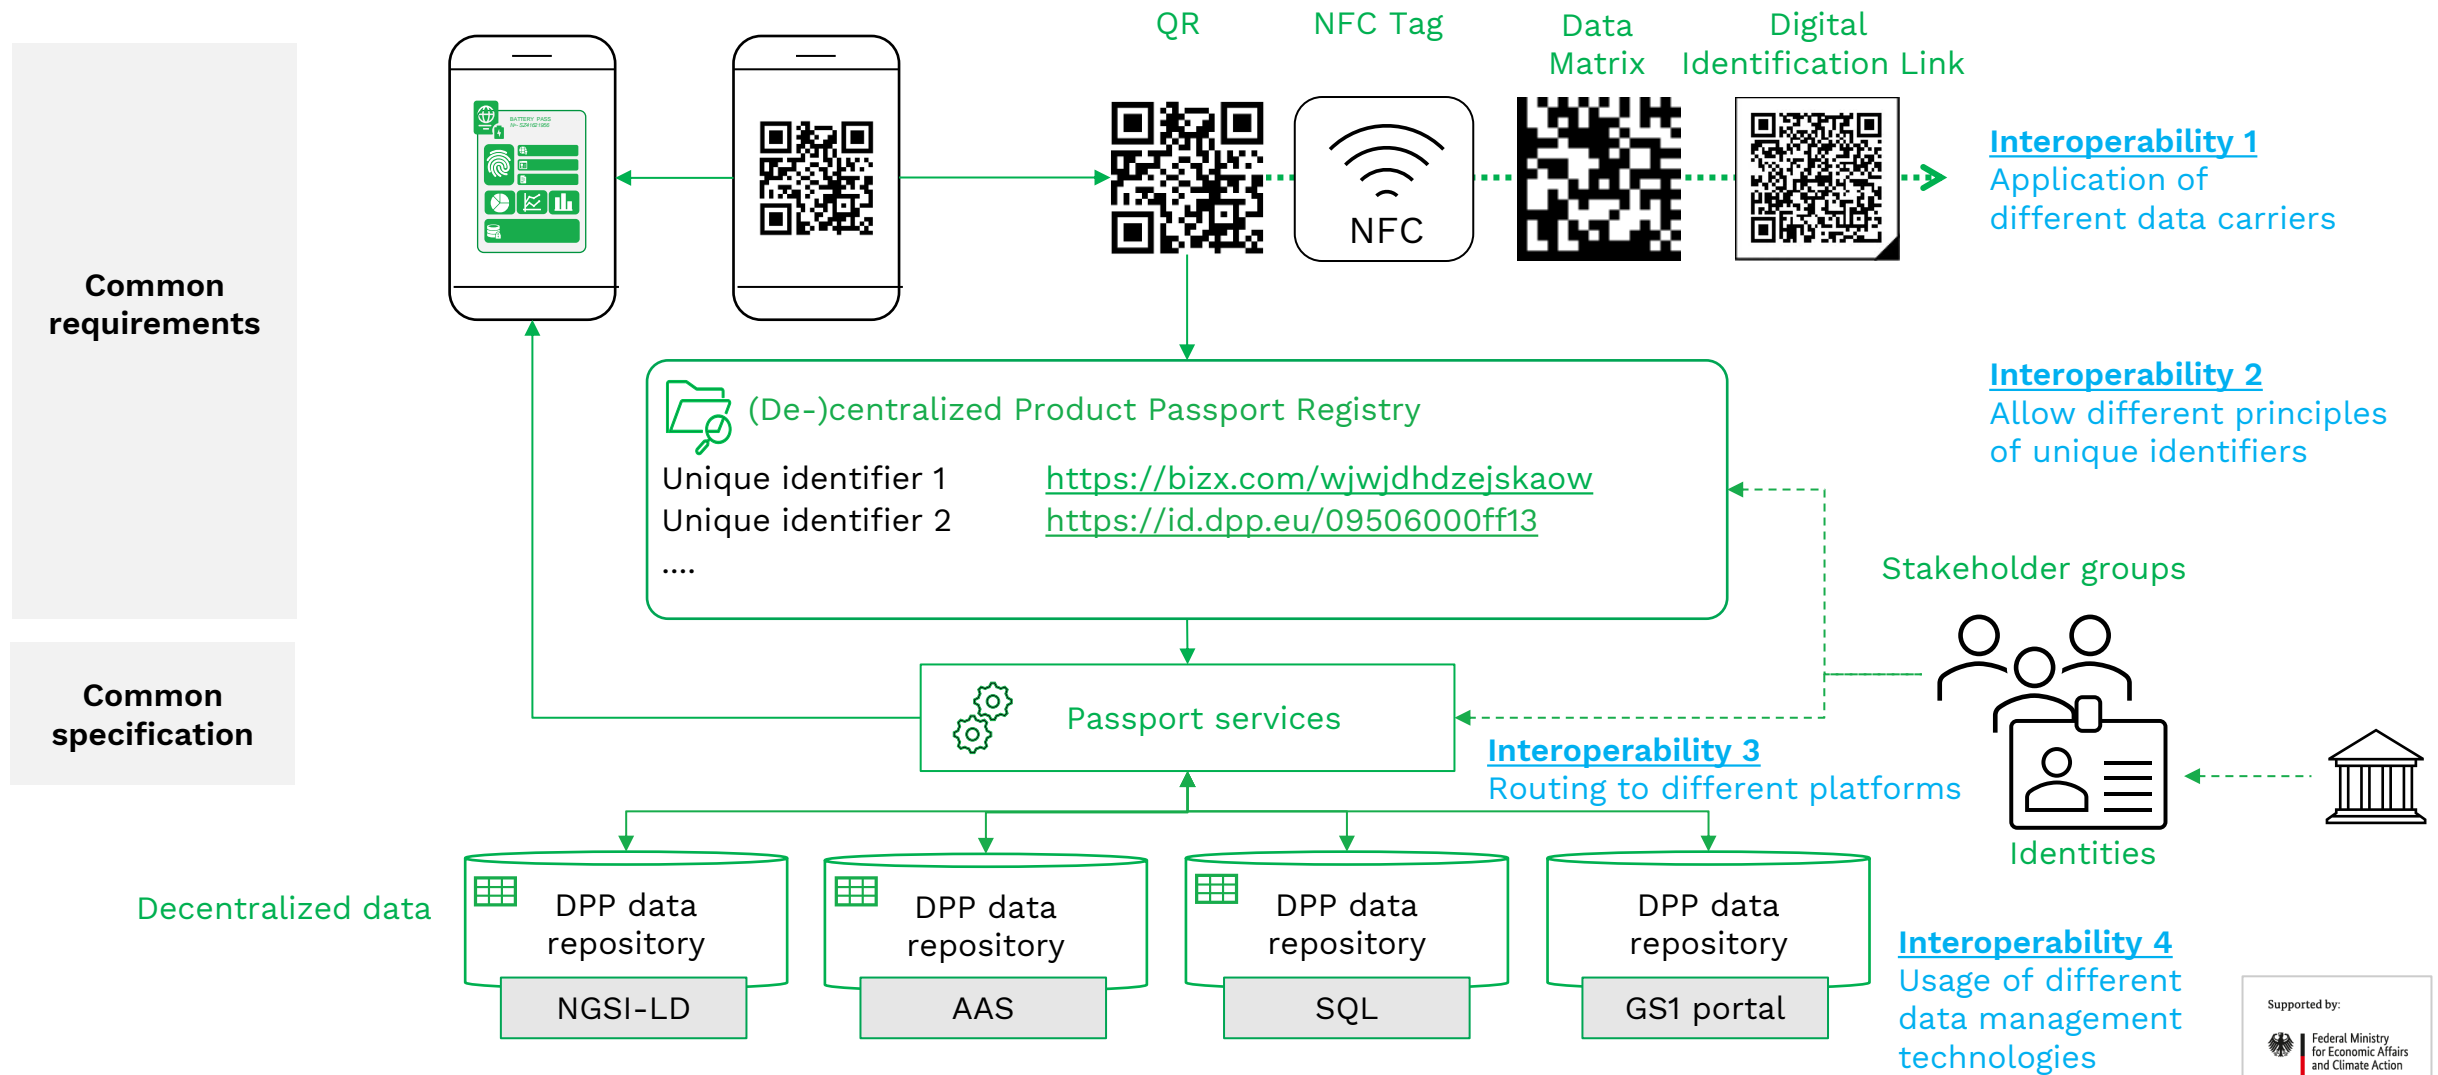 QR
NFC Tag
Data
Matrix
Digital
Identification Link
Common
requirements
BATTERY PASS
NFC
Interoperability 1
Application of
different data carriers
(De-)centralized Product Passport Registry
Unique identifier 1 https://bizx.com/wjwjdhdzejskaow
Unique identifier 2 https://id.dpp.eu/09506000ff13
....
Interoperability 2
Allow different principles
of unique identifiers
Stakeholder groups
Common
specification
Passport services
Interoperability 3
Routing to different platforms
Identities
Decentralized data
DPP data
repository
NGSI-LD
DPP data
repository
AAS
DPP data
repository
SQL
DPP data
repository
GS1 portal
Interoperability 4
Usage of different
data management
technologies
Supported by:
Federal Ministry
for Economic Affairs
and Climate Action